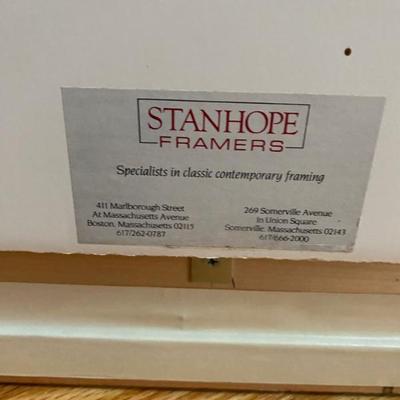 STANHOPE
FRAMERS
Specialists in classic contemporary framing
411 Marlborough Street
At Massachusetts Avenue
Boston, Massachusetts 02115
617/262-0787
269 Somerville Avenue
In Union Square
Somerville, Massachusetts 02143
617/666-2000